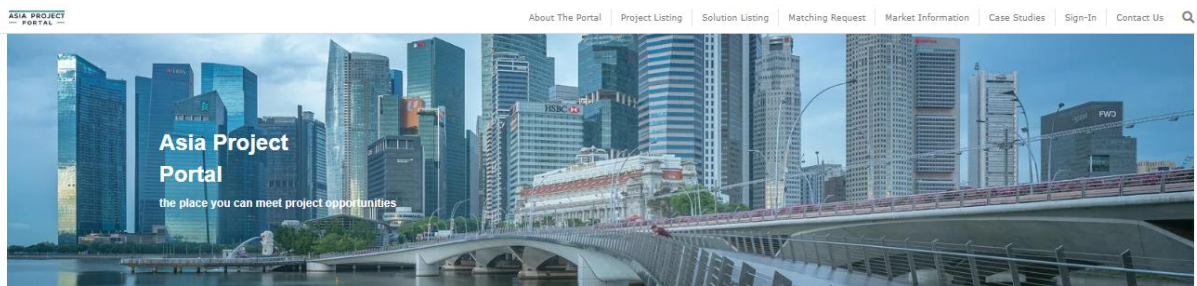 ASIA PROJECT
PORTAL
About The Portal
Project Listing
Solution Listing
Matching Request
Market Information
Case Studies
Sign-In
Contact Us
Asia Project
Portal
the place you can meet project opportunities
HSBC
FWD